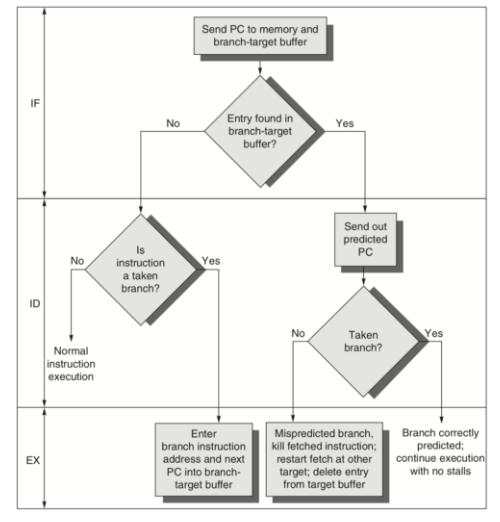 Send PC to memory and
branch-target buffer
IF
Entry found in
branch-target
buffer?
No
Yes
ID
Is
instruction
a taken
branch?
No
Yes
Normal
instruction
execution
Send out
predicted
PC
Taken
branch?
No
Yes
EX
Enter
branch instruction
address and next
PC into branch-
target buffer
Mispredicted branch,
kill fetched instruction;
restart fetch at other
target; delete entry
from target buffer
Branch correctly
predicted;
continue execution
with no stalls